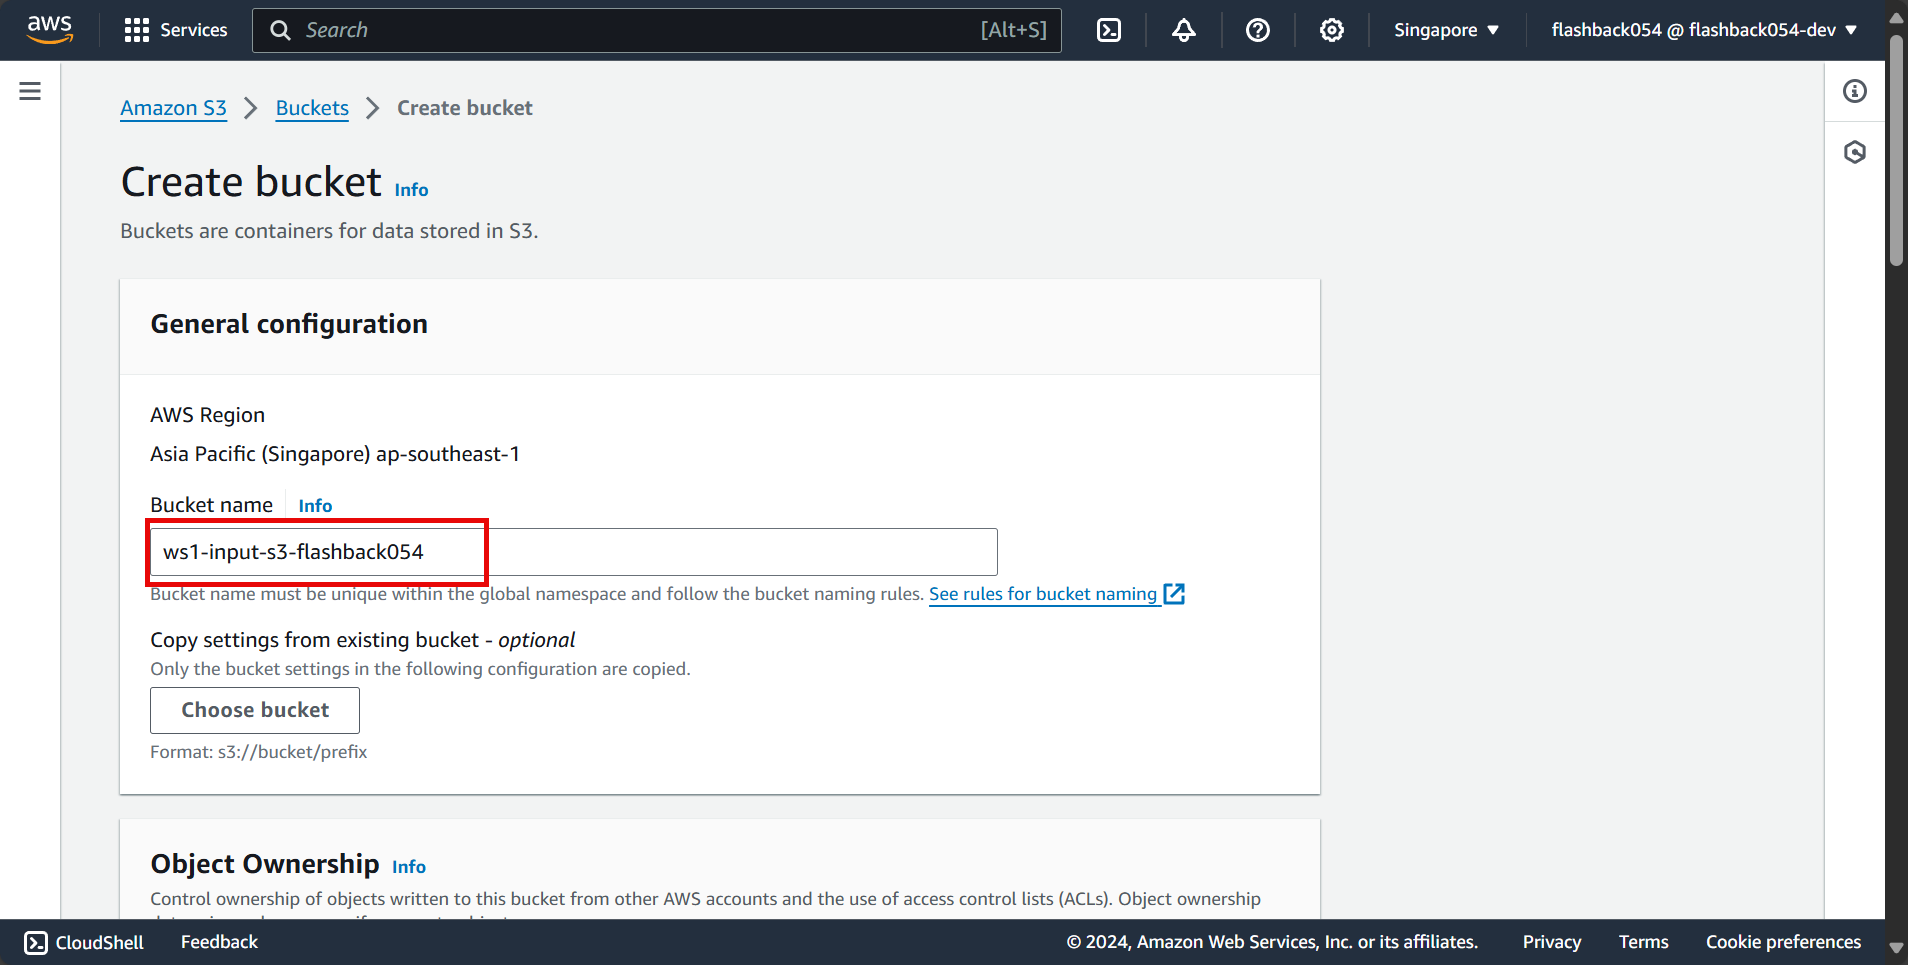 aws
Services
Search
[Alt+S]
Singapore
flashback054 @ flashback054-dev
Amazon S3
Buckets
Create bucket
Create bucket Info
Buckets are containers for data stored in S3.
General configuration
AWS Region
Asia Pacific (Singapore) ap-southeast-1
Bucket name Info
ws1-input-s3-flashback054
Bucket name must be unique within the global namespace and follow the bucket naming rules. See rules for bucket naming
Copy settings from existing bucket - optional
Only the bucket settings in the following configuration are copied.
Choose bucket
Format: s3://bucket/prefix
Object Ownership Info
Control ownership of objects written to this bucket from other AWS accounts and the use of access control lists (ACLs). Object ownership
CloudShell
Feedback
© 2024, Amazon Web Services, Inc. or its affiliates.
Privacy
Terms
Cookie preferences